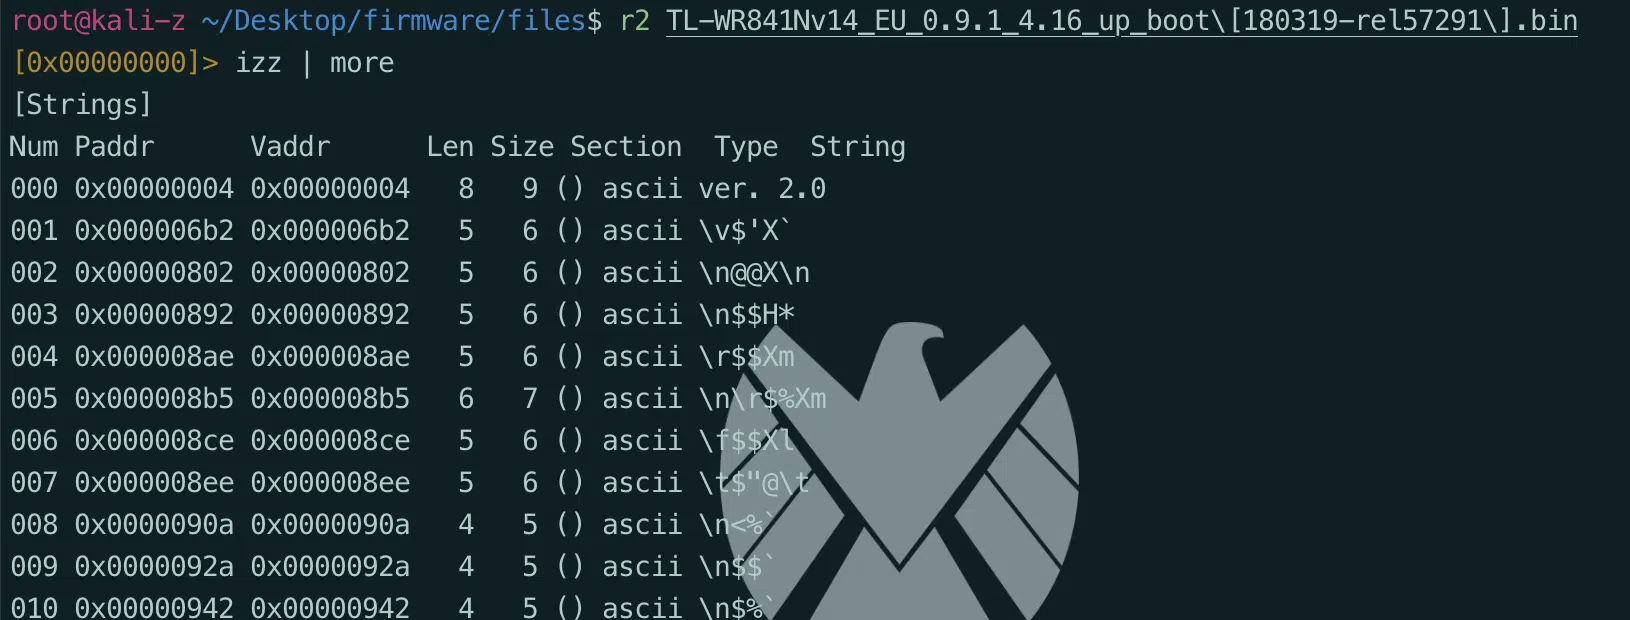 root@kali-z ~/Desktop/firmware/files$ r2 TL-WR841Nv14_EU_0.9.1_4.16_up_boot\[180319-rel57291\].bin
[0x00000000]> izz | more
[Strings]
Num Paddr      Vaddr      Len Size Section  Type  String
000 0x00000004 0x00000004   8   9 () ascii ver. 2.0
001 0x000006b2 0x000006b2   5   6 () ascii \v$'X`
002 0x00000802 0x00000802   5   6 () ascii \n@@X\n
003 0x00000892 0x00000892   5   6 () ascii \n$$H*
004 0x000008ae 0x000008ae   5   6 () ascii \r$$Xm
005 0x000008b5 0x000008b5   6   7 () ascii \n\r$%Xm
006 0x000008ce 0x000008ce   5   6 () ascii \f$$Xl
007 0x000008ee 0x000008ee   5   6 () ascii \t$"@\t
008 0x0000090a 0x0000090a   4   5 () ascii \n<%`
009 0x0000092a 0x0000092a   4   5 () ascii \n$$`
010 0x00000942 0x00000942   4   5 () ascii \n$%`